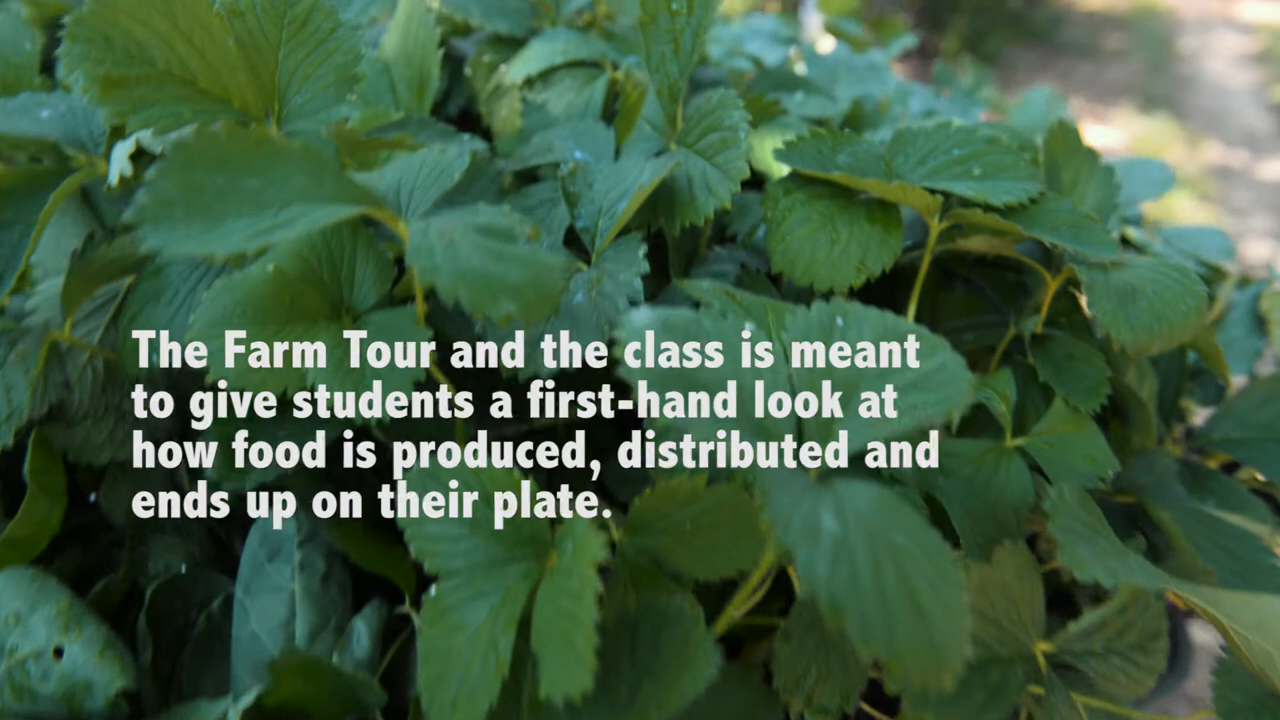 The Farm Tour and the class is meant
to give students a first-hand look at
how food is produced, distributed and
ends up on their plate.